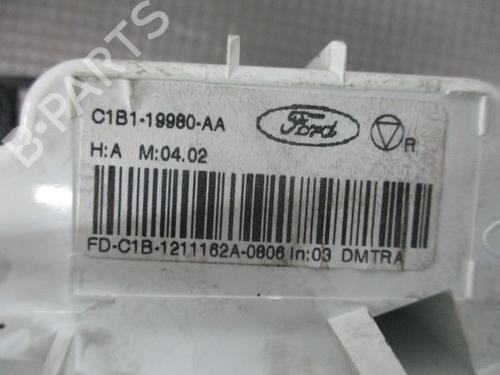 B-PARTS
C1B1-19980-AA
Ford
R
H:A M:04.02
FD-C1B-1211162A-0806 In:03 DMTRA